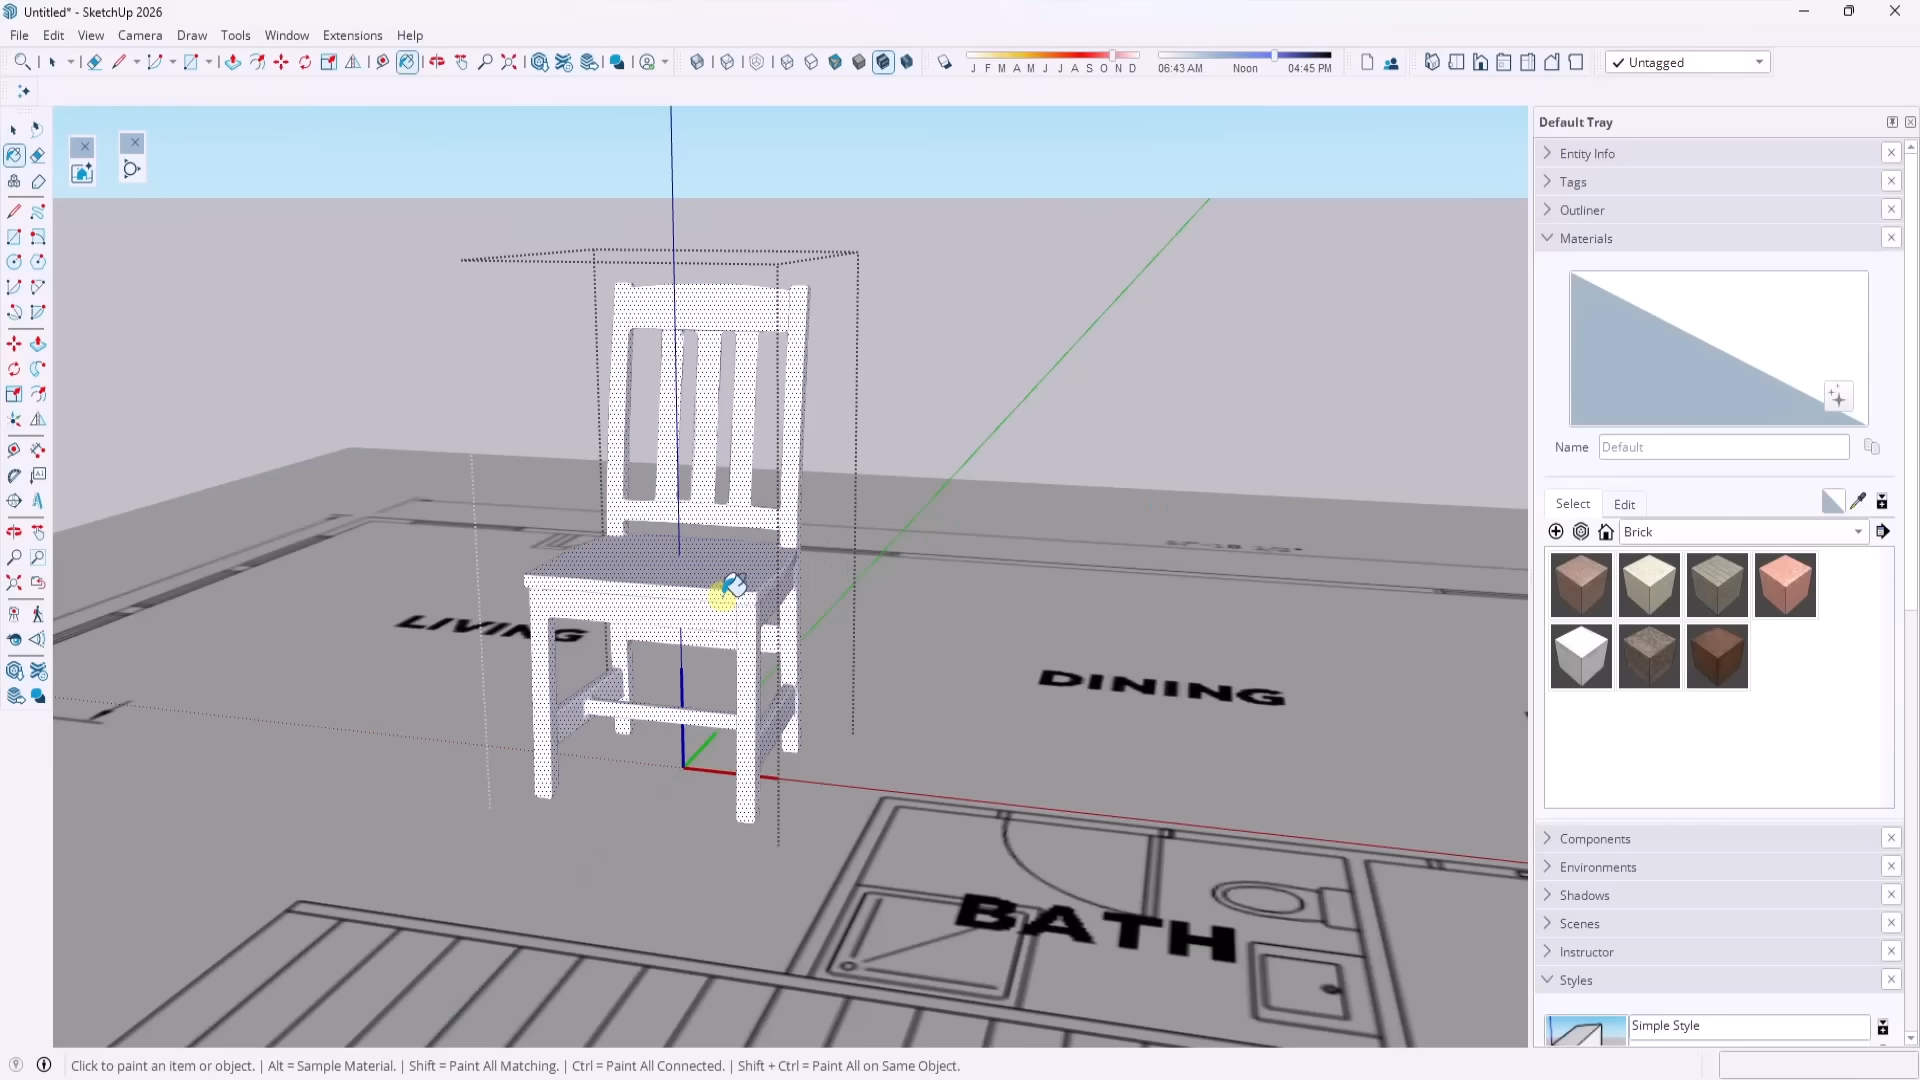 Untitled* - SketchUp 2026
File Edit View Camera Draw Tools Window Extensions Help
J F M A M J J A S O N D
06:43 AM Noon 04:45 PM
Untagged
Default Tray
Entity Info
Tags
Outliner
Materials
Name Default
Select Edit
Brick
LIVING
DINING
BATH
Components
Environments
Shadows
Scenes
Instructor
Styles
Simple Style
Click to paint an item or object. | Alt = Sample Material. | Shift = Paint All Matching. | Ctrl = Paint All Connected. | Shift + Ctrl = Paint All on Same Object.